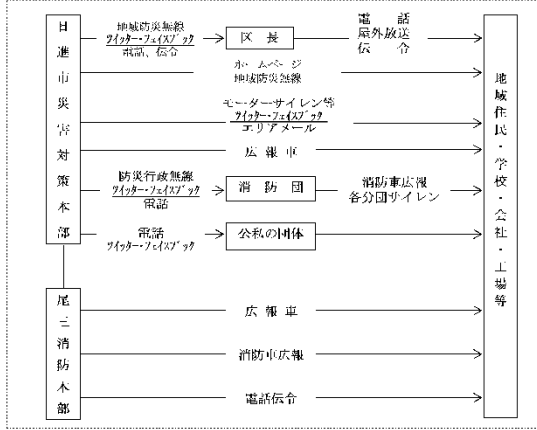 日進市災害対策本部
地域防災無線
ツイッター・フェイスブック
電話、伝令
区長
電話
屋外放送
伝令
ホームページ
地域防災無線
モーターサイレン等
ツイッター・フェイスブック
エリアメール
広報車
防災行政無線
ツイッター・フェイスブック
電話
消防団
消防車広報
各分団サイレン
電話
ツイッター・フェイスブック
公私の団体
地域住民・学校・会社・工場等
尾三消防本部
広報車
消防車広報
電話伝令